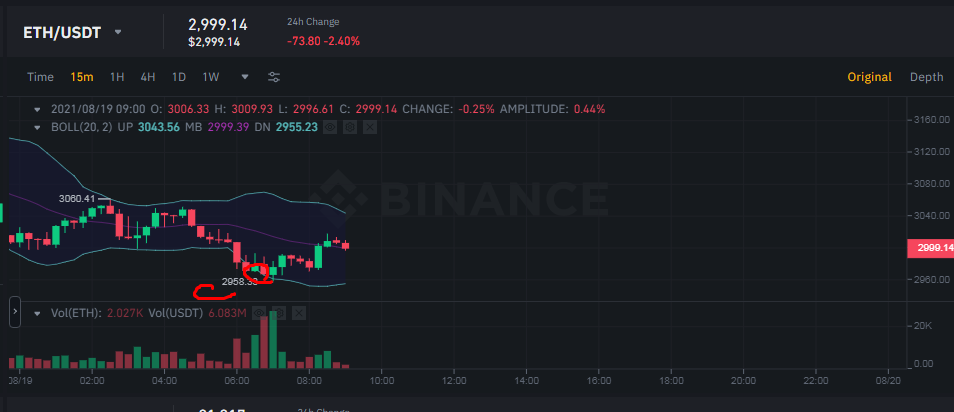 ETH/USDT 2,999.14 24h Change
$2,999.14 -73.80 -2.40%
Time 15m 1H 4H 1D 1W Original Depth
2021/08/19 09:00 O: 3006.33 H: 3009.93 L: 2996.61 C: 2999.14 CHANGE: -0.25% AMPLITUDE: 0.44%
BOLL(20, 2) UP 3043.56 MB 2999.39 DN 2955.23
3160.00
3120.00
3080.00
BINANCE
3060.41
3040.00
2999.14
2960.00
2958.33
Vol(ETH): 2.027K Vol(USDT) 6.083M
20K
0.00
08/19 02:00 04:00 06:00 08:00 10:00 12:00 14:00 16:00 18:00 20:00 22:00 08/20
24h Change